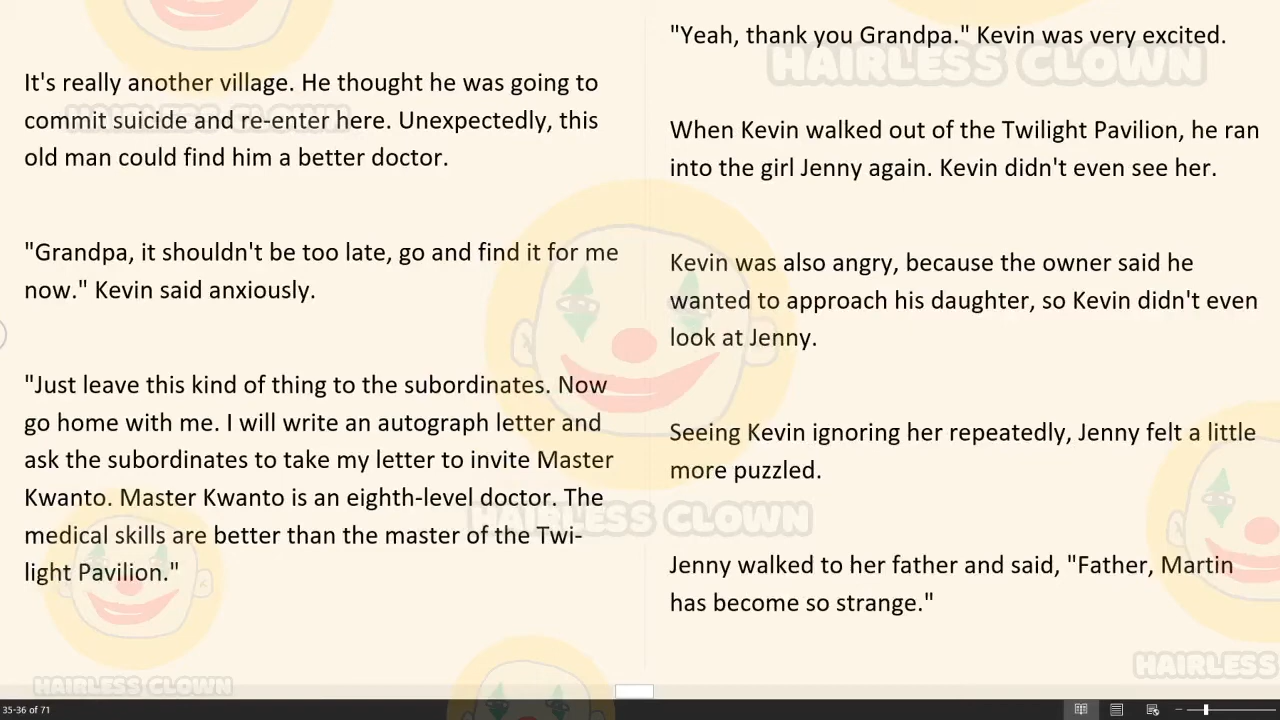 It's really another village. He thought he was going to
commit suicide and re-enter here. Unexpectedly, this
old man could find him a better doctor.
"Grandpa, it shouldn't be too late, go and find it for me
now." Kevin said anxiously.
"Just leave this kind of thing to the subordinates. Now
go home with me. I will write an autograph letter and
ask the subordinates to take my letter to invite Master
Kwanto. Master Kwanto is an eighth-level doctor. The
medical skills are better than the master of the Twi-
light Pavilion."
"Yeah, thank you Grandpa." Kevin was very excited.
When Kevin walked out of the Twilight Pavilion, he ran
into the girl Jenny again. Kevin didn't even see her.
Kevin was also angry, because the owner said he
wanted to approach his daughter, so Kevin didn't even
look at Jenny.
Seeing Kevin ignoring her repeatedly, Jenny felt a little
more puzzled.
Jenny walked to her father and said, "Father, Martin
has become so strange."
HAIRLESS CLOWN
HAIRLESS CLOWN
HAIRLESS CLOWN
HAIRLESS CLOWN
HAIRLESS
35-36 of 71